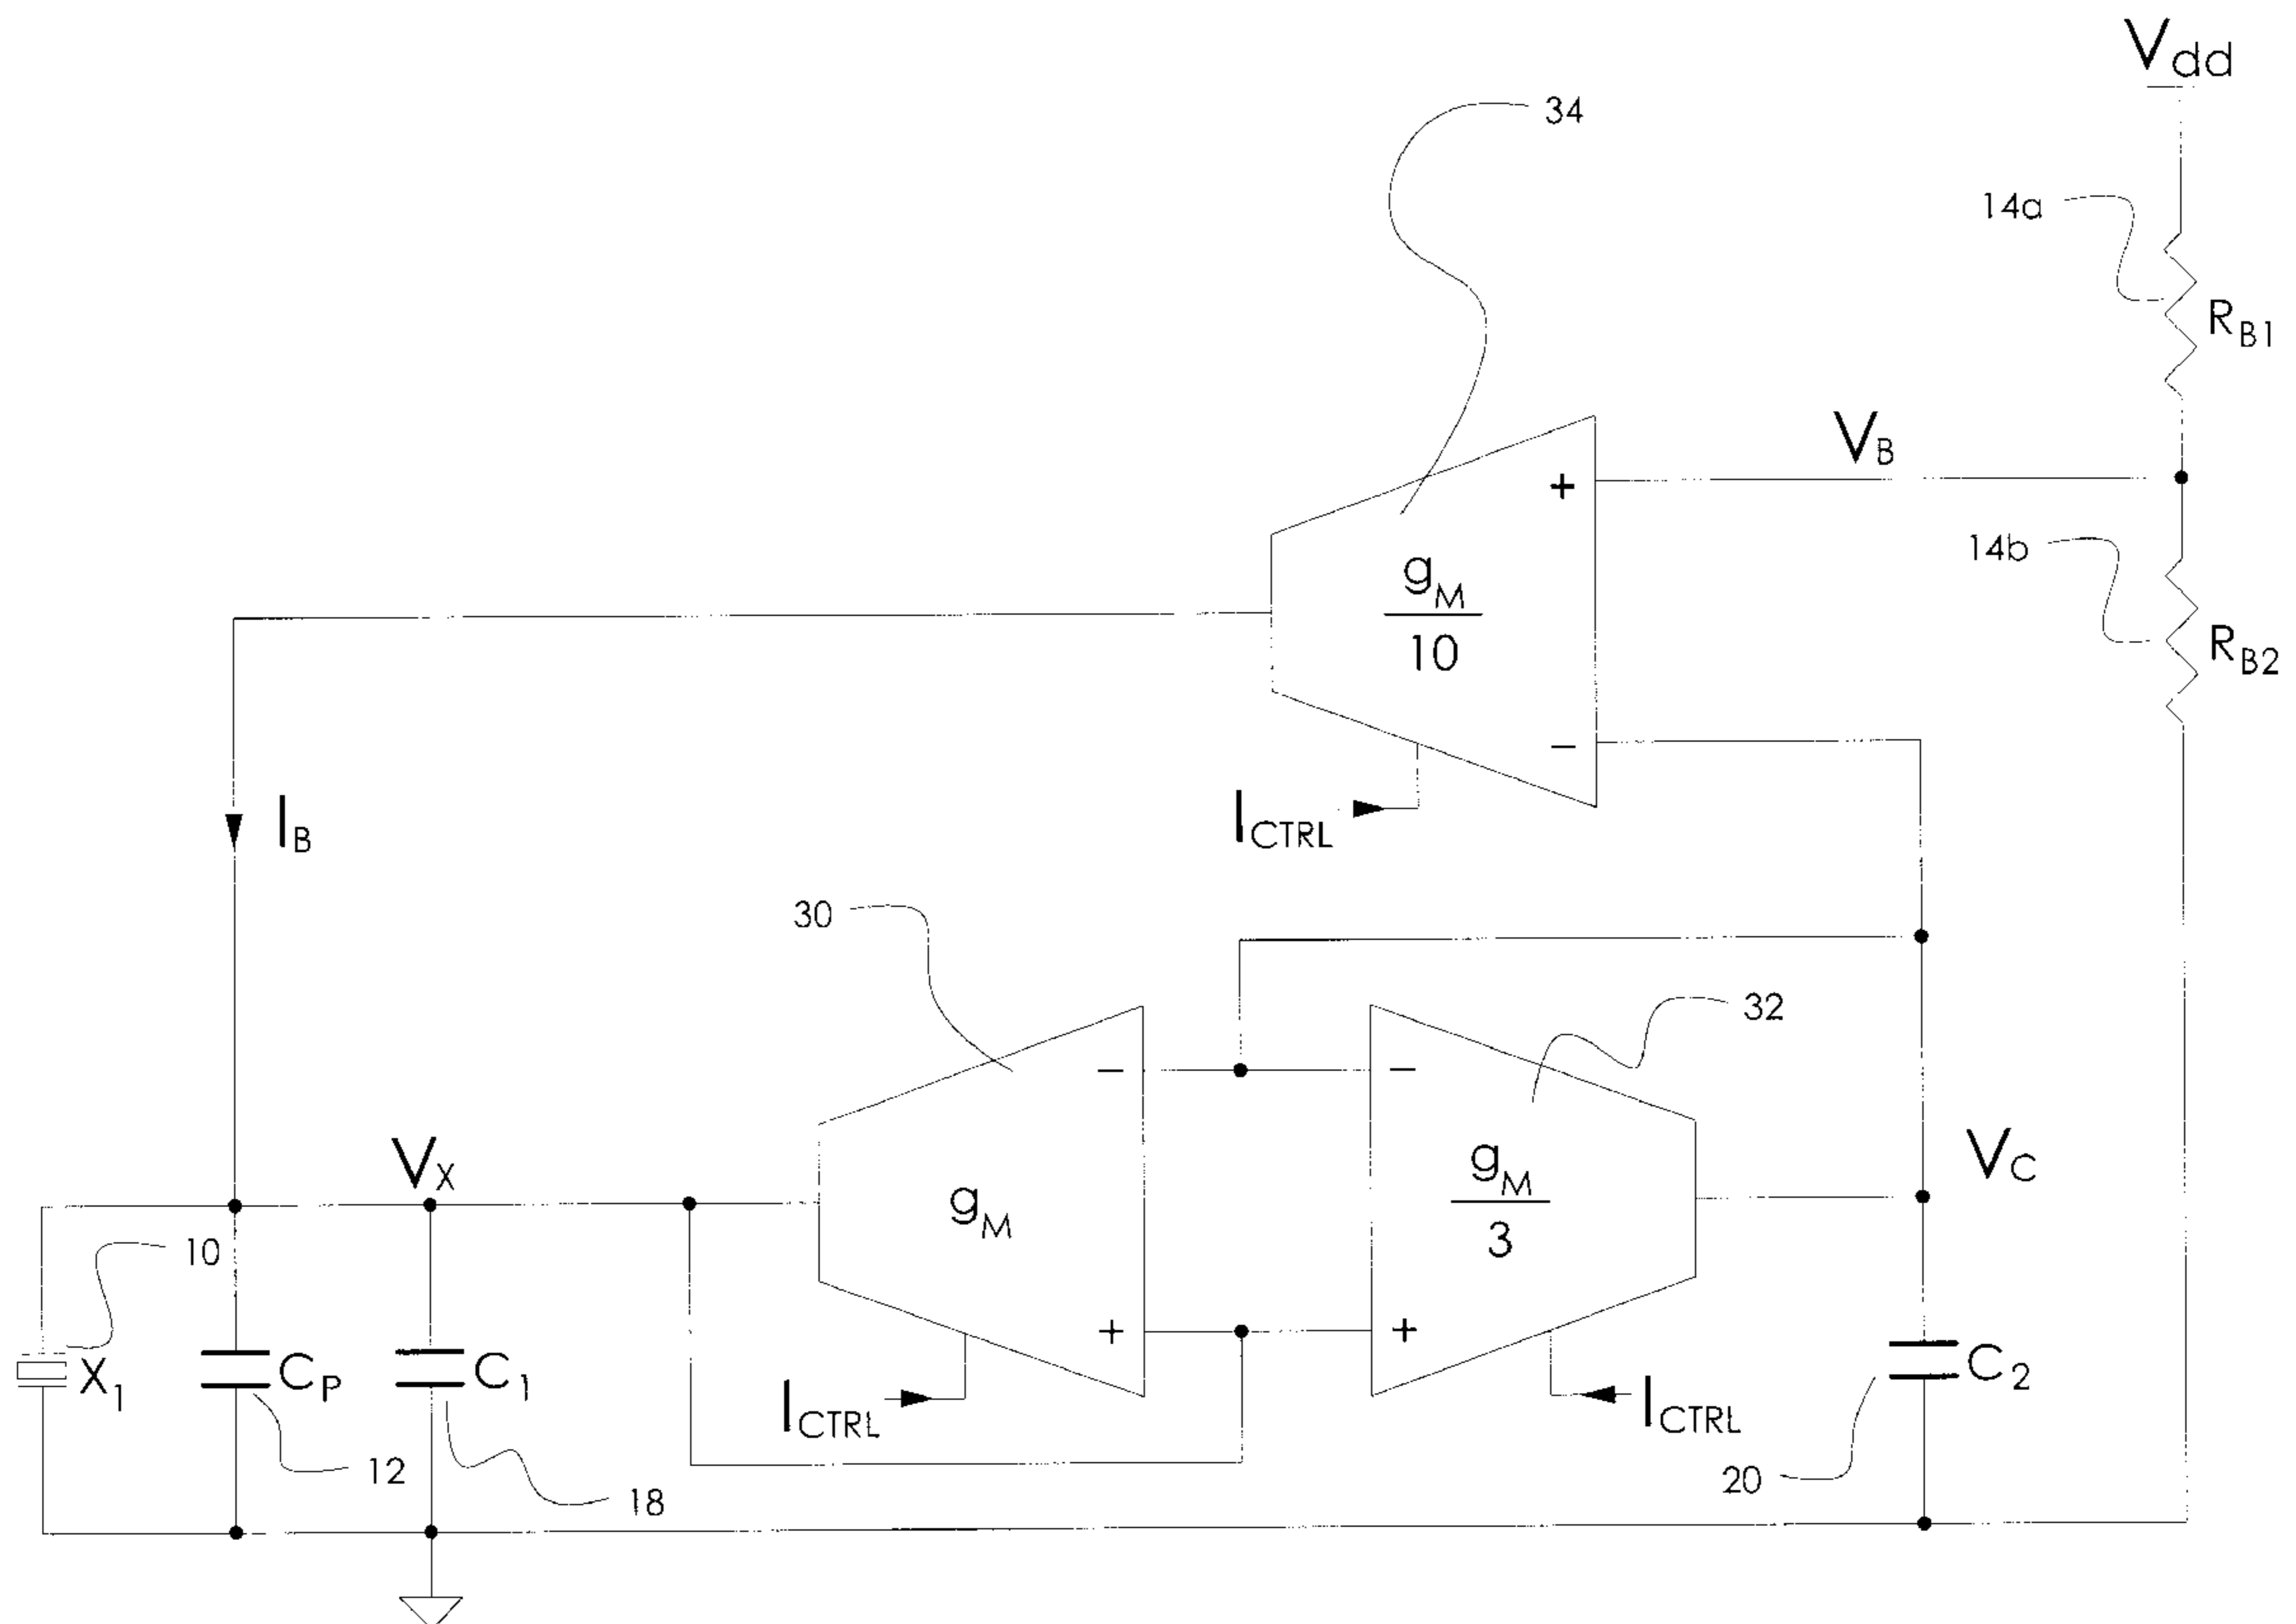 Vdd
34
14a
RB1
VB
+
14b
gM
10
RB2
−
ICTRL
IB
30
32
−
−
VX
gM
gM
3
VC
10
+
+
X1
CP
C1
C2
ICTRL
ICTRL
12
18
20